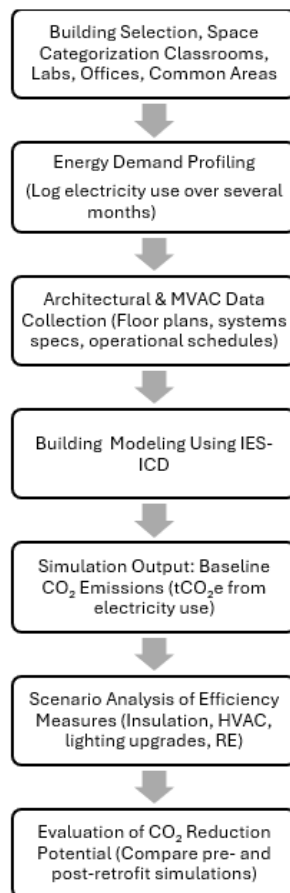 Building Selection, Space
Categorization Classrooms,
Labs, Offices, Common Areas
Energy Demand Profiling
(Log electricity use over several
months)
Architectural & MVAC Data
Collection (Floor plans, systems
specs, operational schedules)
Building Modeling Using IES-
ICD
Simulation Output: Baseline
CO₂ Emissions (tCO₂e from
electricity use)
Scenario Analysis of Efficiency
Measures (Insulation, HVAC,
lighting upgrades, RE)
Evaluation of CO₂ Reduction
Potential (Compare pre- and
post-retrofit simulations)